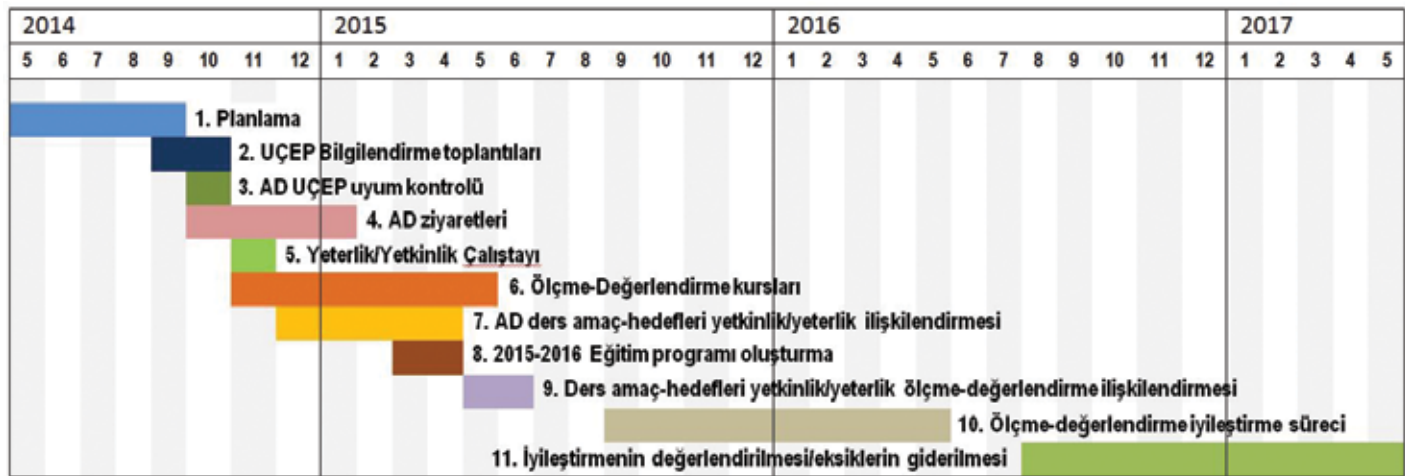 2014 2015 2016 2017
5 6 7 8 9 10 11 12 1 2 3 4 5 6 7 8 9 10 11 12 1 2 3 4 5 6 7 8 9 10 11 12 1 2 3 4 5
1. Planlama
2. UÇEP Bilgilendirme toplantıları
3. AD UÇEP uyum kontrolü
4. AD ziyaretleri
5. Yeterlik/Yetkinlik Çalıştayı
6. Ölçme-Değerlendirme kursları
7. AD ders amaç-hedefleri yetkinlik/yeterlik ilişkilendirmesi
8. 2015-2016 Eğitim programı oluşturma
9. Ders amaç-hedefleri yetkinlik/yeterlik ölçme-değerlendirme ilişkilendirmesi
10. Ölçme-değerlendirme iyileştirme süreci
11. İyileştirmenin değerlendirilmesi/eksiklerin giderilmesi